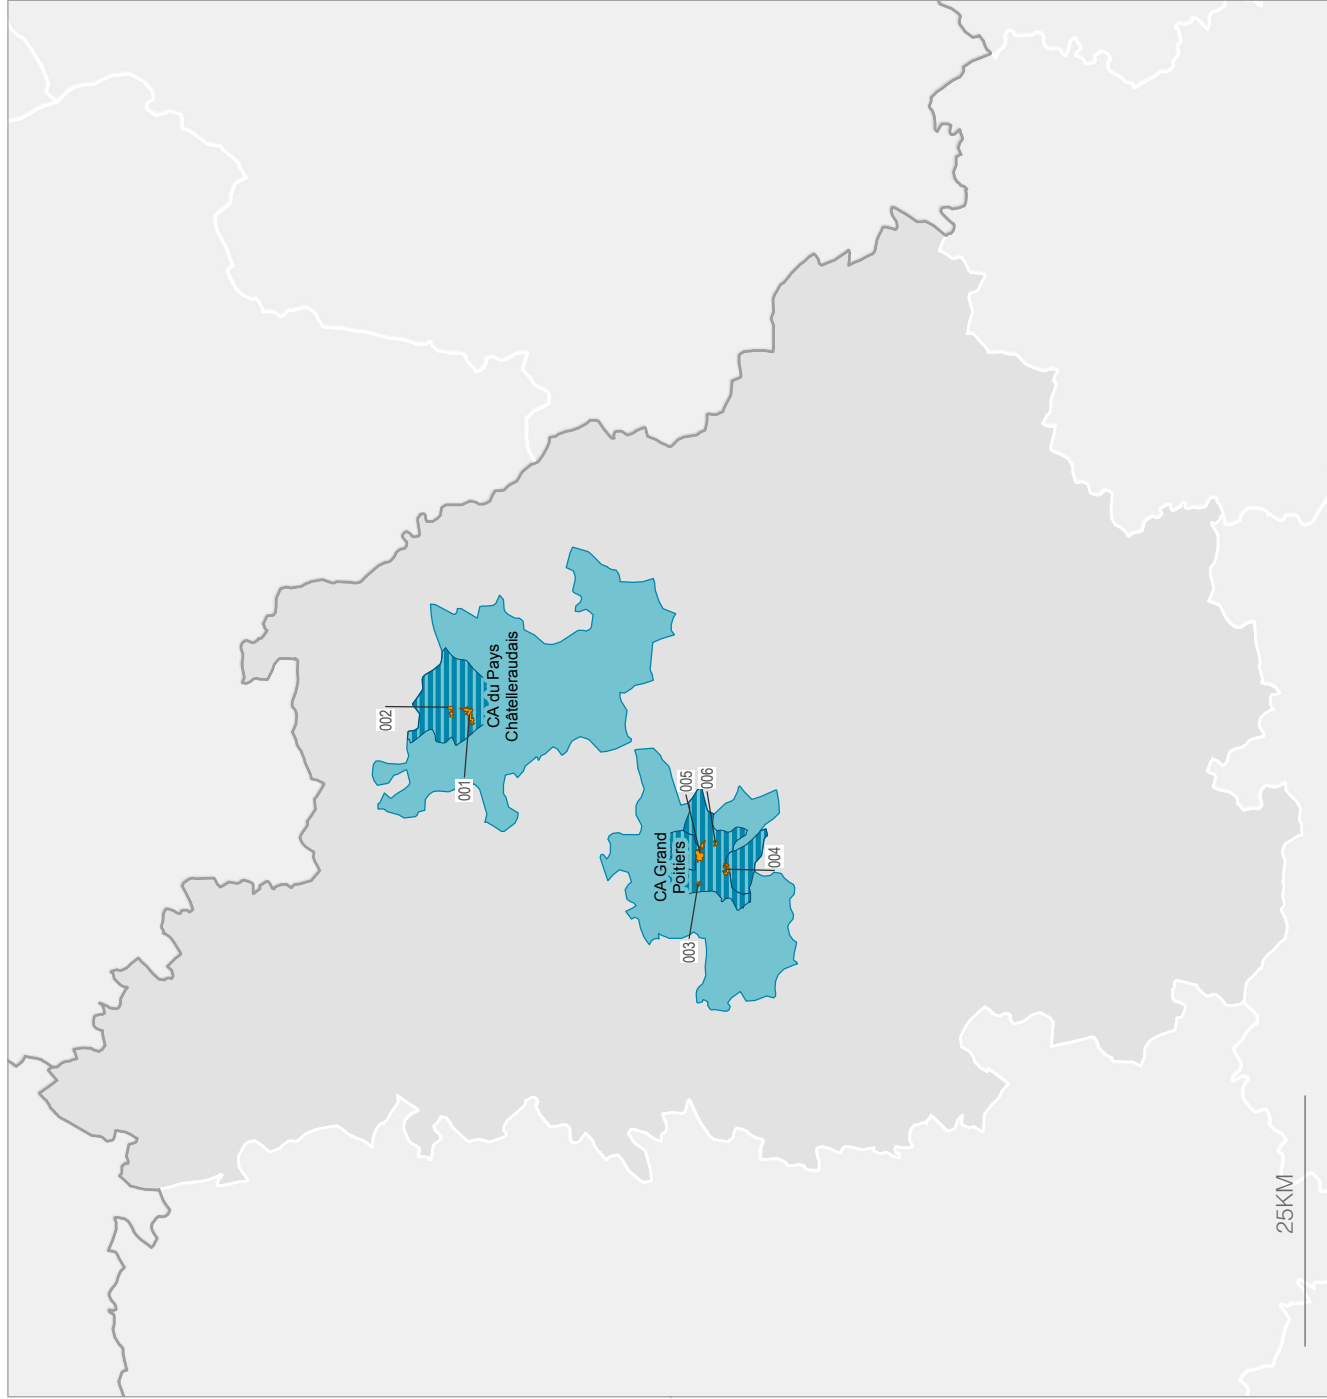 002
001
CA du Pays
Châtelleraudais
005
006
CA Grand
Poitiers
003
004
25KM